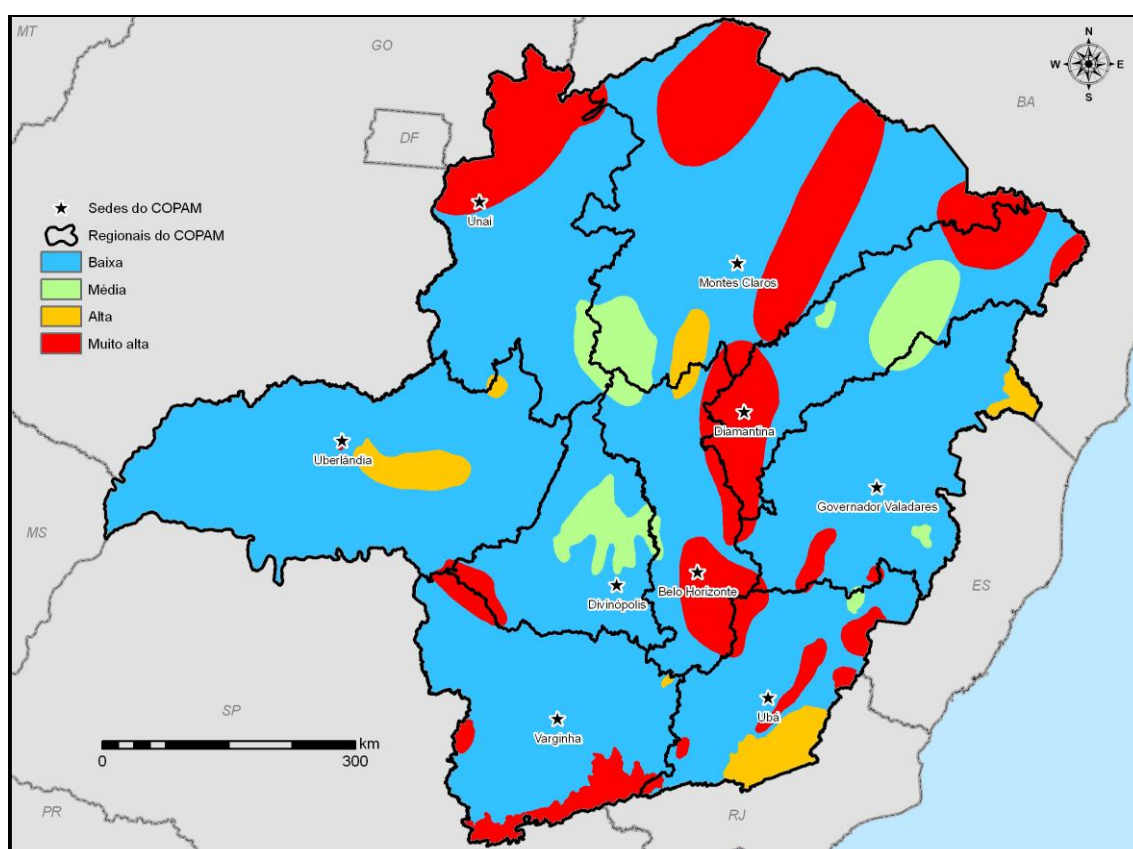 MT
GO
N
W E
S
BA
DF
Sedes do COPAM
Regionais do COPAM
Baixa
Média
Alta
Muito alta
Unaí
Montes Claros
Diamantina
Uberlândia
Governador Valadares
MS
Belo Horizonte
Divinópolis
ES
SP
Ubá
Varginha
km
0 300
PR
RJ